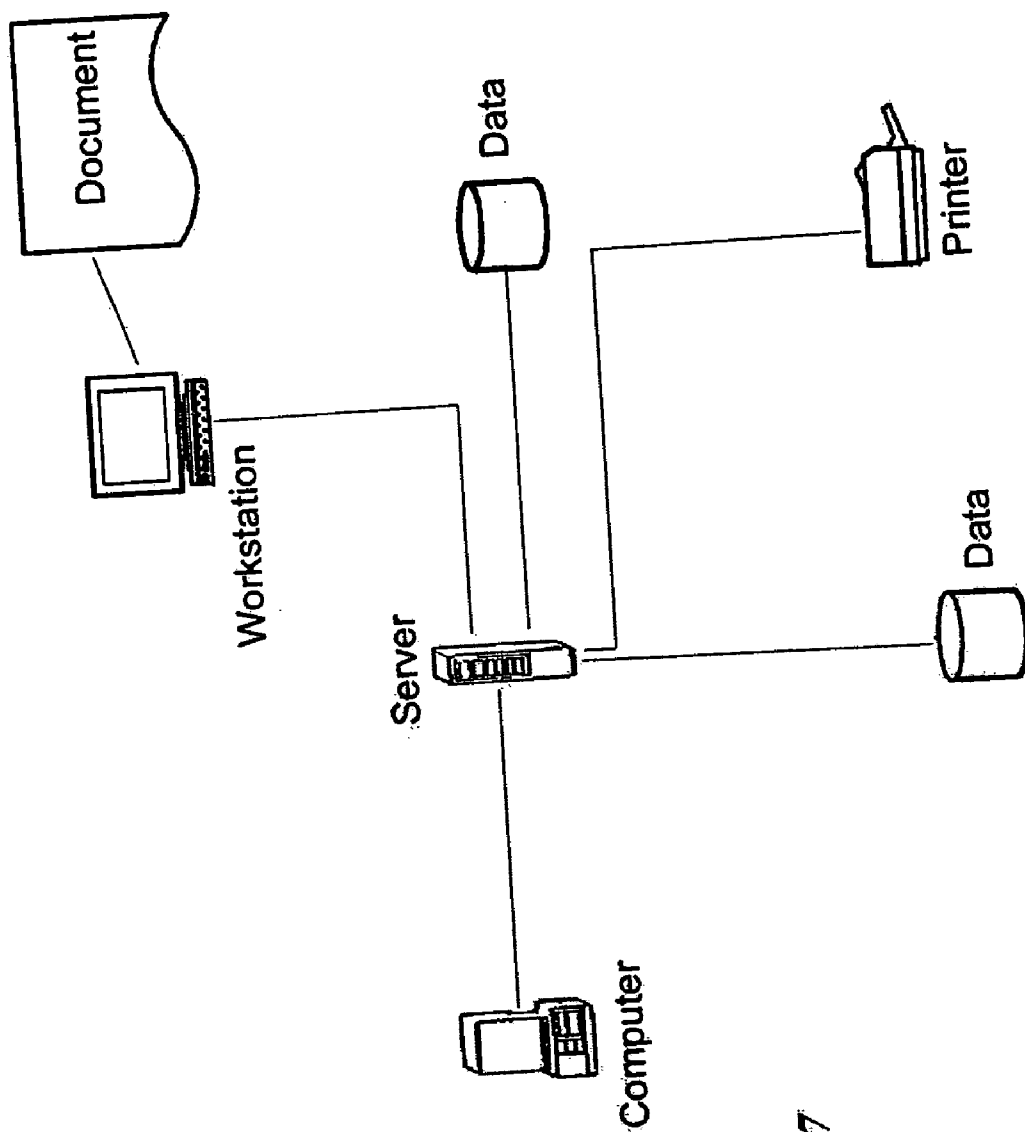 Document
Workstation
Data
Server
Printer
Data
Computer
7